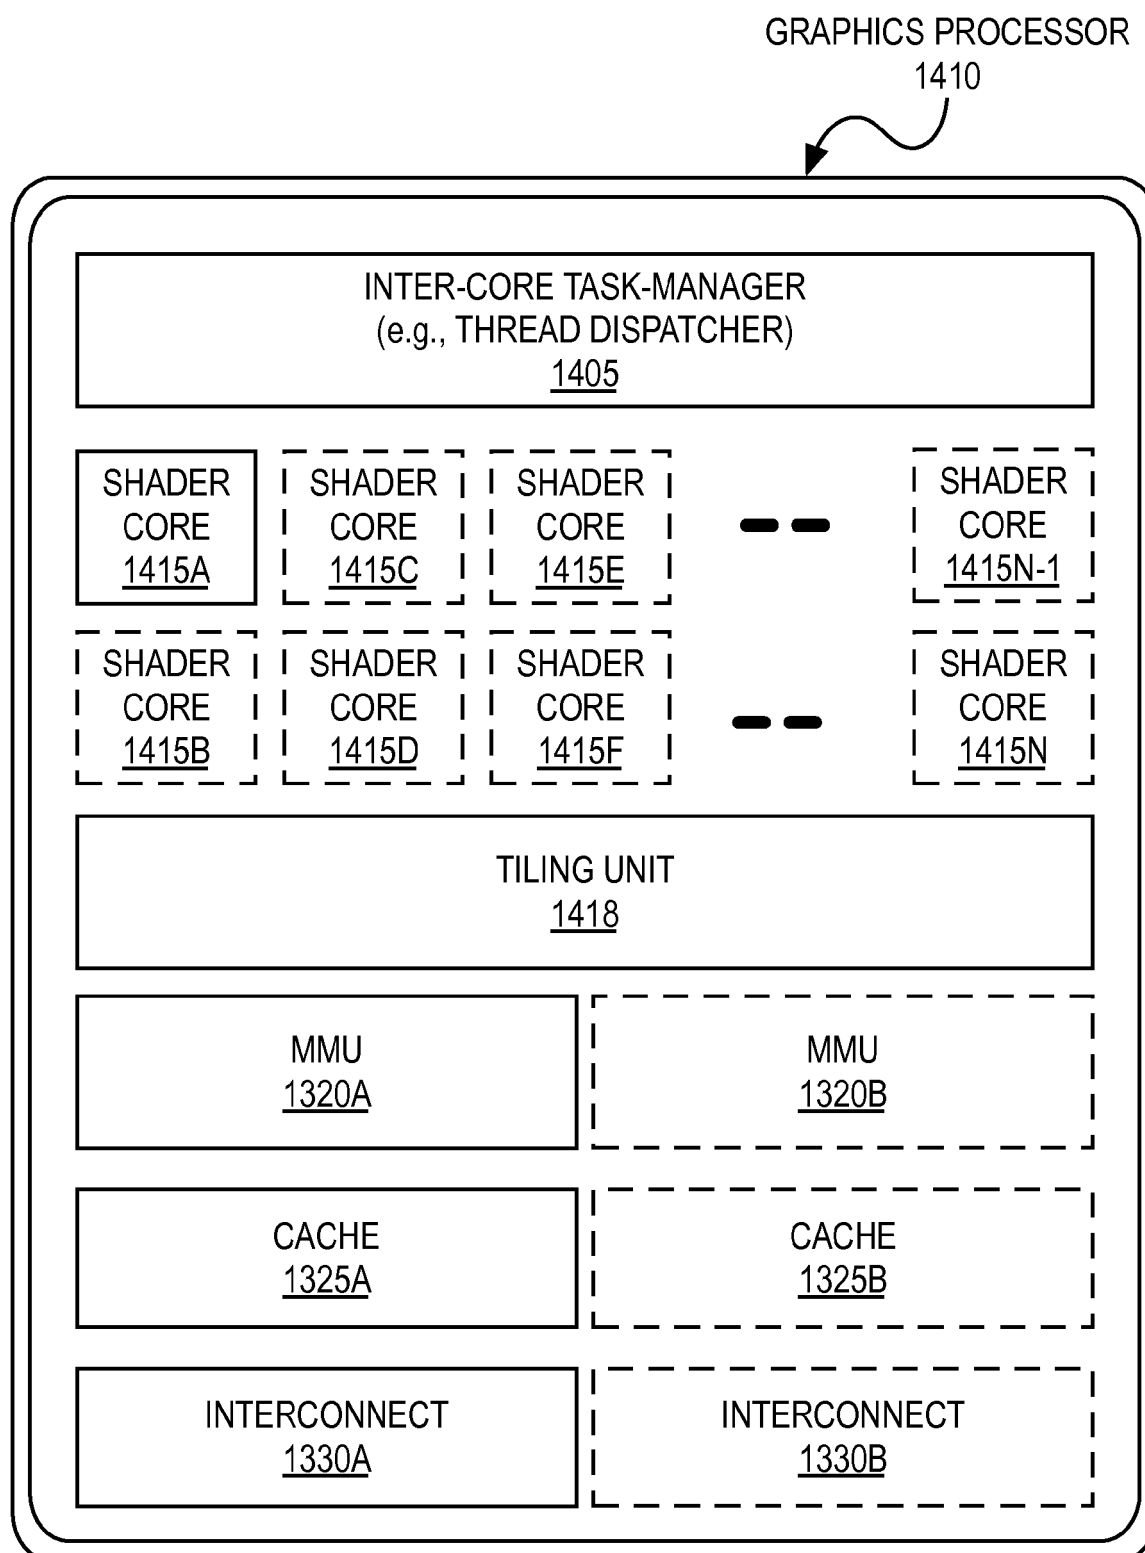 GRAPHICS PROCESSOR
1410
INTER-CORE TASK-MANAGER
(e.g., THREAD DISPATCHER)
1405
SHADER
CORE
1415A
SHADER
CORE
1415C
SHADER
CORE
1415E
SHADER
CORE
1415N-1
SHADER
CORE
1415B
SHADER
CORE
1415D
SHADER
CORE
1415F
SHADER
CORE
1415N
TILING UNIT
1418
MMU
1320A
MMU
1320B
CACHE
1325A
CACHE
1325B
INTERCONNECT
1330A
INTERCONNECT
1330B